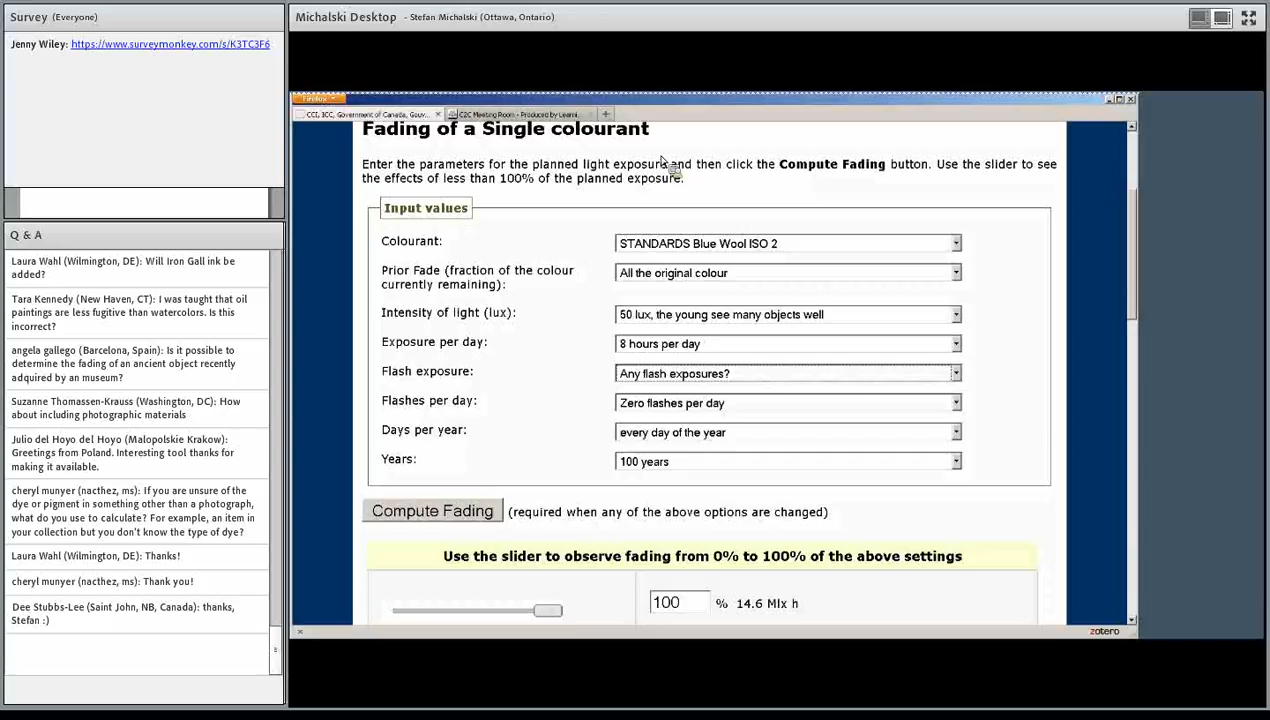 Survey (Everyone)
Jenny Wiley: https://www.surveymonkey.com/s/K3TC3F6
Q & A
Laura Wahl (Wilmington, DE): Will Iron Gall ink be
added?
Tara Kennedy (New Haven, CT): I was taught that oil
paintings are less fugitive than watercolors. Is this
incorrect?
angela gallego (Barcelona, Spain): Is it possible to
determine the fading of an ancient object recently
adquired by an museum?
Suzanne Thomassen-Krauss (Washington, DC): How
about including photographic materials
Julio del Hoyo del Hoyo (Malopolskie Krakow):
Greetings from Poland. Interesting tool thanks for
making it available.
cheryl munyer (nacthez, ms): If you are unsure of the
dye or pigment in something other than a photograph,
what do you use to calculate? For example, an item in
your collection but you don't know the type of dye?
Laura Wahl (Wilmington, DE): Thanks!
cheryl munyer (nacthez, ms): Thank you!
Dee Stubbs-Lee (Saint John, NB, Canada): thanks,
Stefan :)
Michalski Desktop - Stefan Michalski (Ottawa, Ontario)
Firefox
CCI, ICC, Government of Canada, Gouv... C2C Meeting Room - Produced by Learni...
Fading of a Single colourant
Enter the parameters for the planned light exposure and then click the Compute Fading button. Use the slider to see
the effects of less than 100% of the planned exposure.
Input values
Colourant: STANDARDS Blue Wool ISO 2
Prior Fade (fraction of the colour
currently remaining): All the original colour
Intensity of light (lux): 50 lux, the young see many objects well
Exposure per day: 8 hours per day
Flash exposure: Any flash exposures?
Flashes per day: Zero flashes per day
Days per year: every day of the year
Years: 100 years
Compute Fading (required when any of the above options are changed)
Use the slider to observe fading from 0% to 100% of the above settings
100 % 14.6 Mlx h
zotero